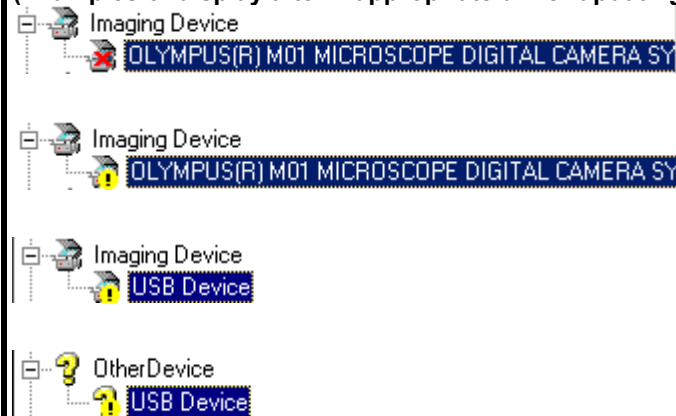 Imaging Device
OLYMPUS(R) M01 MICROSCOPE DIGITAL CAMERA SY
Imaging Device
OLYMPUS(R) M01 MICROSCOPE DIGITAL CAMERA SY
Imaging Device
USB Device
OtherDevice
USB Device